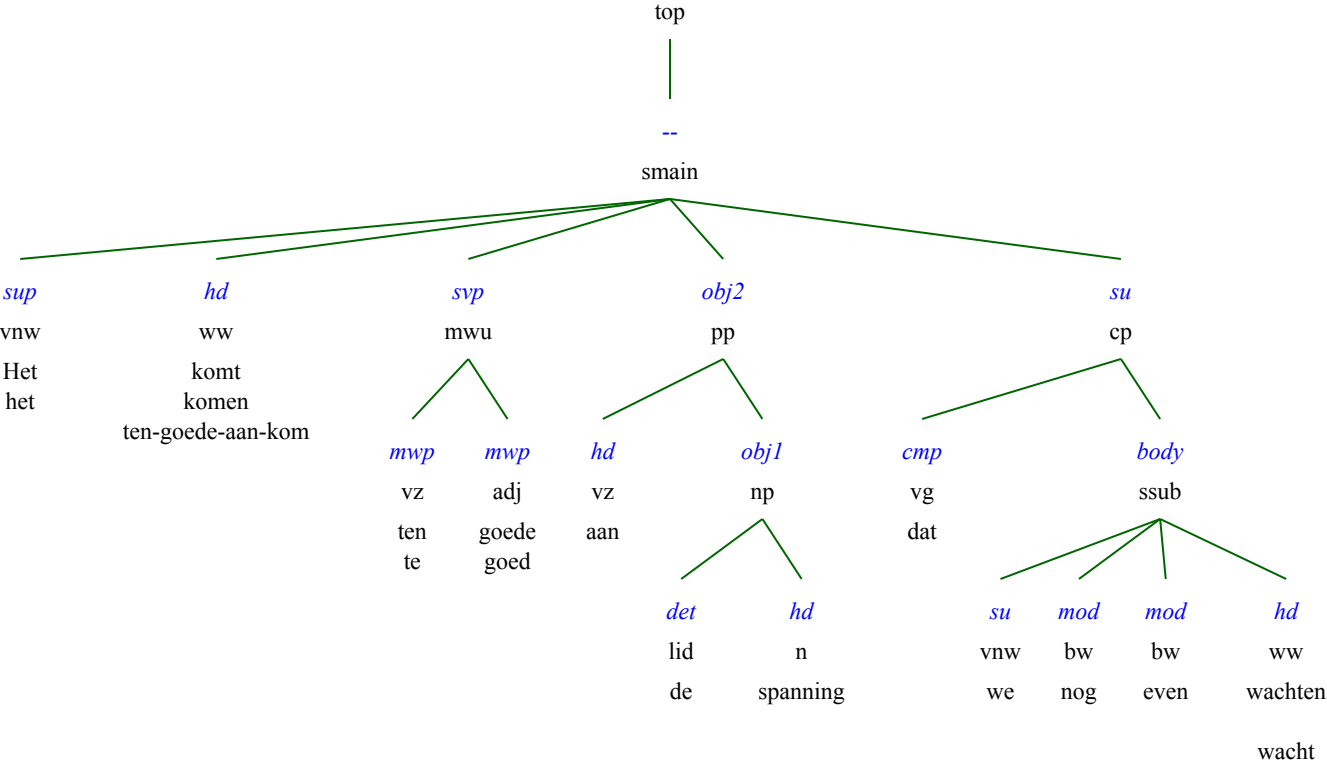 top
--
smain
sup hd svp obj2 su
vnw ww mwu pp cp
Het komt
het komen
ten-goede-aan-kom
mwp mwp hd obj1 cmp body
vz adj vz np vg ssub
ten goede aan dat
te goed
det hd su mod mod hd
lid n vnw bw bw ww
de spanning we nog even wachten
wacht